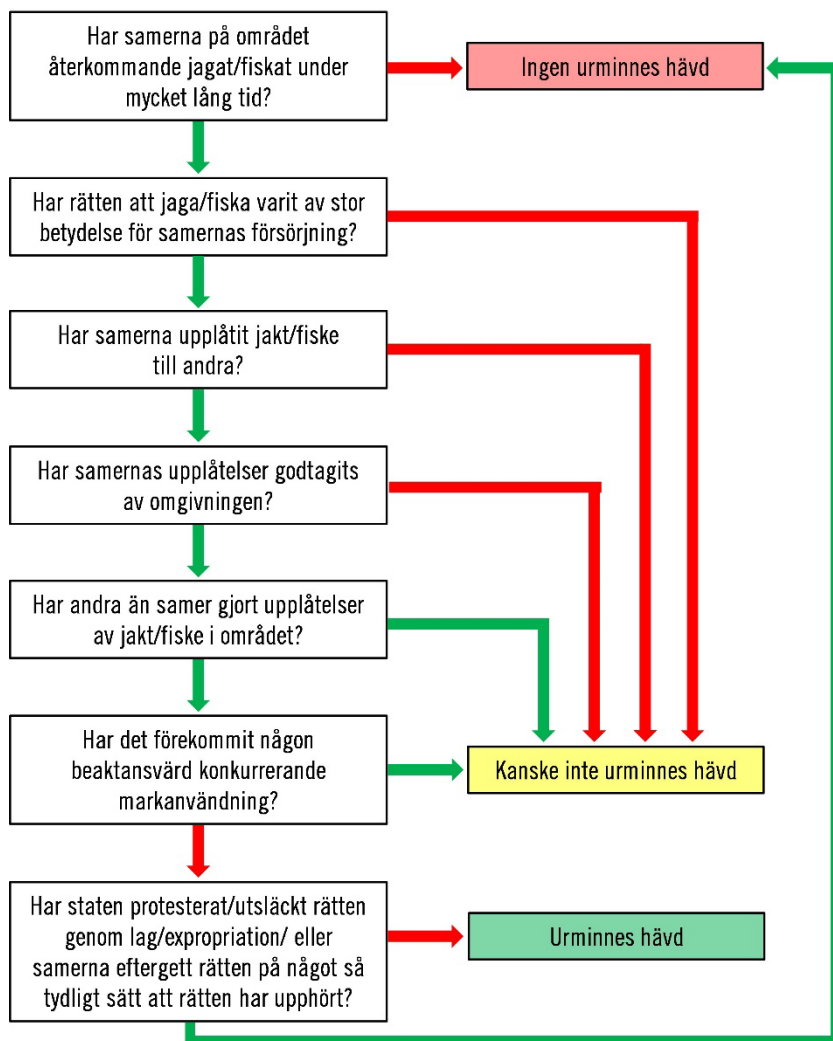 Har samerna på området
återkommande jagat/fiskat under
mycket lång tid?
Ingen urminnes hävd
Har rätten att jaga/fiska varit av stor
betydelse för samernas försörjning?
Har samerna upplåtit jakt/fiske
till andra?
Har samernas upplåtelser godtagits
av omgivningen?
Har andra än samer gjort upplåtelser
av jakt/fiske i området?
Har det förekommit någon
beaktansvärd konkurrerande
markanvändning?
Kanske inte urminnes hävd
Har staten protesterat/utsläckt rätten
genom lag/expropriation/ eller
samerna eftergett rätten på något så
tydligt sätt att rätten har upphört?
Urminnes hävd